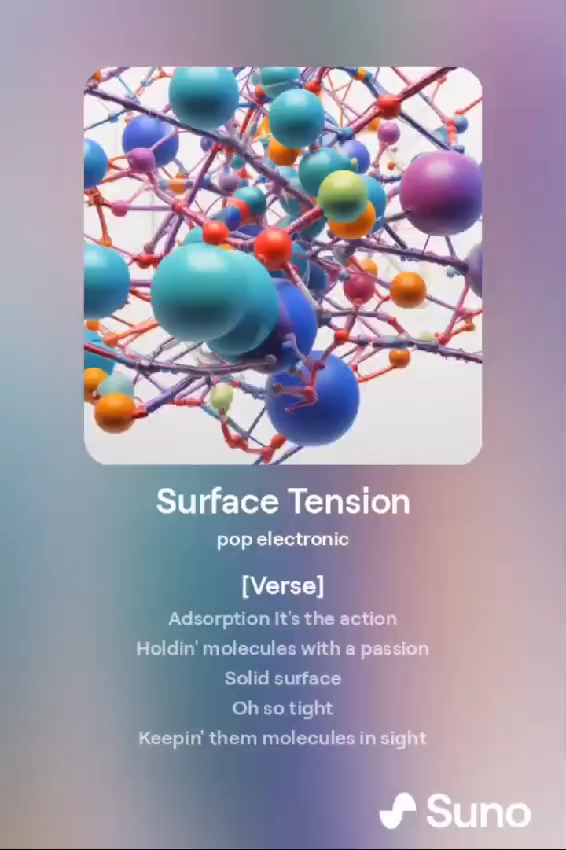 Surface Tension
pop electronic
[Verse]
Adsorption It's the action
Holdin' molecules with a passion
Solid surface
Oh so tight
Keepin' them molecules in sight
Suno